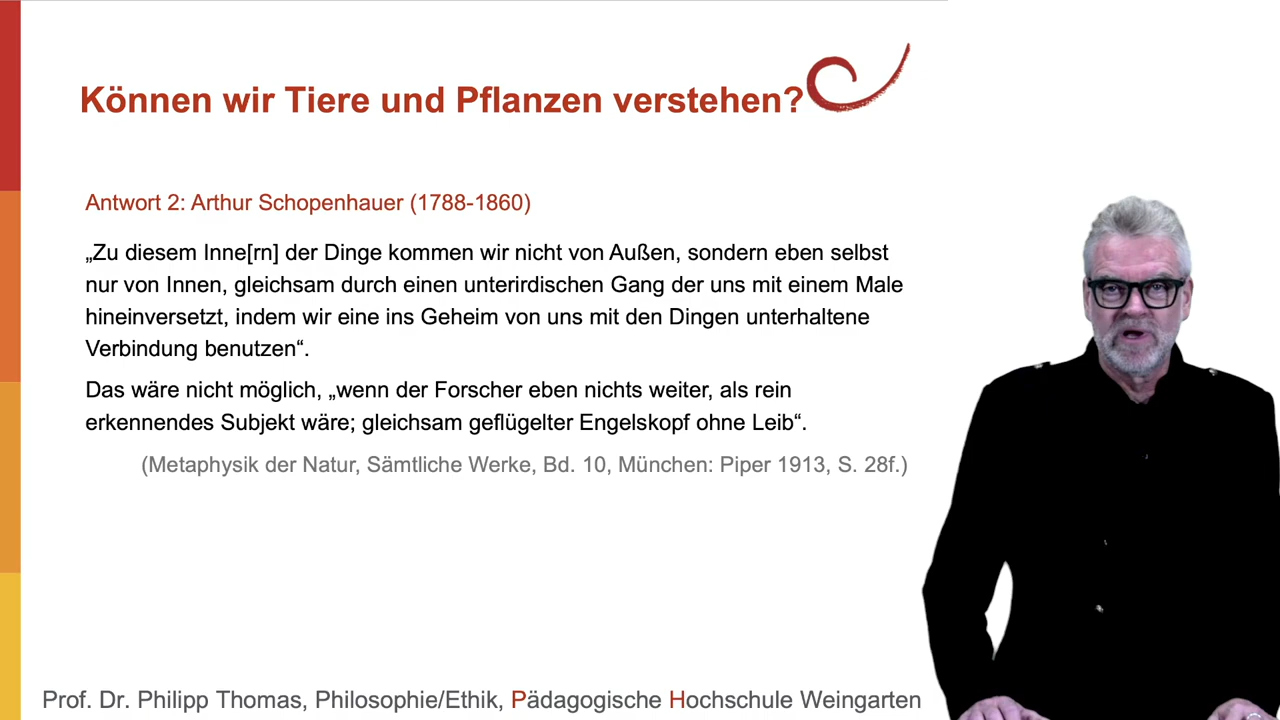 Können wir Tiere und Pflanzen verstehen?
Antwort 2: Arthur Schopenhauer (1788-1860)
„Zu diesem Inne[rn] der Dinge kommen wir nicht von Außen, sondern eben selbst
nur von Innen, gleichsam durch einen unterirdischen Gang der uns mit einem Male
hineinversetzt, indem wir eine ins Geheim von uns mit den Dingen unterhaltene
Verbindung benutzen“.
Das wäre nicht möglich, „wenn der Forscher eben nichts weiter, als rein
erkennendes Subjekt wäre; gleichsam geflügelter Engelskopf ohne Leib“.
(Metaphysik der Natur, Sämtliche Werke, Bd. 10, München: Piper 1913, S. 28f.)
Prof. Dr. Philipp Thomas, Philosophie/Ethik, Pädagogische Hochschule Weingarten